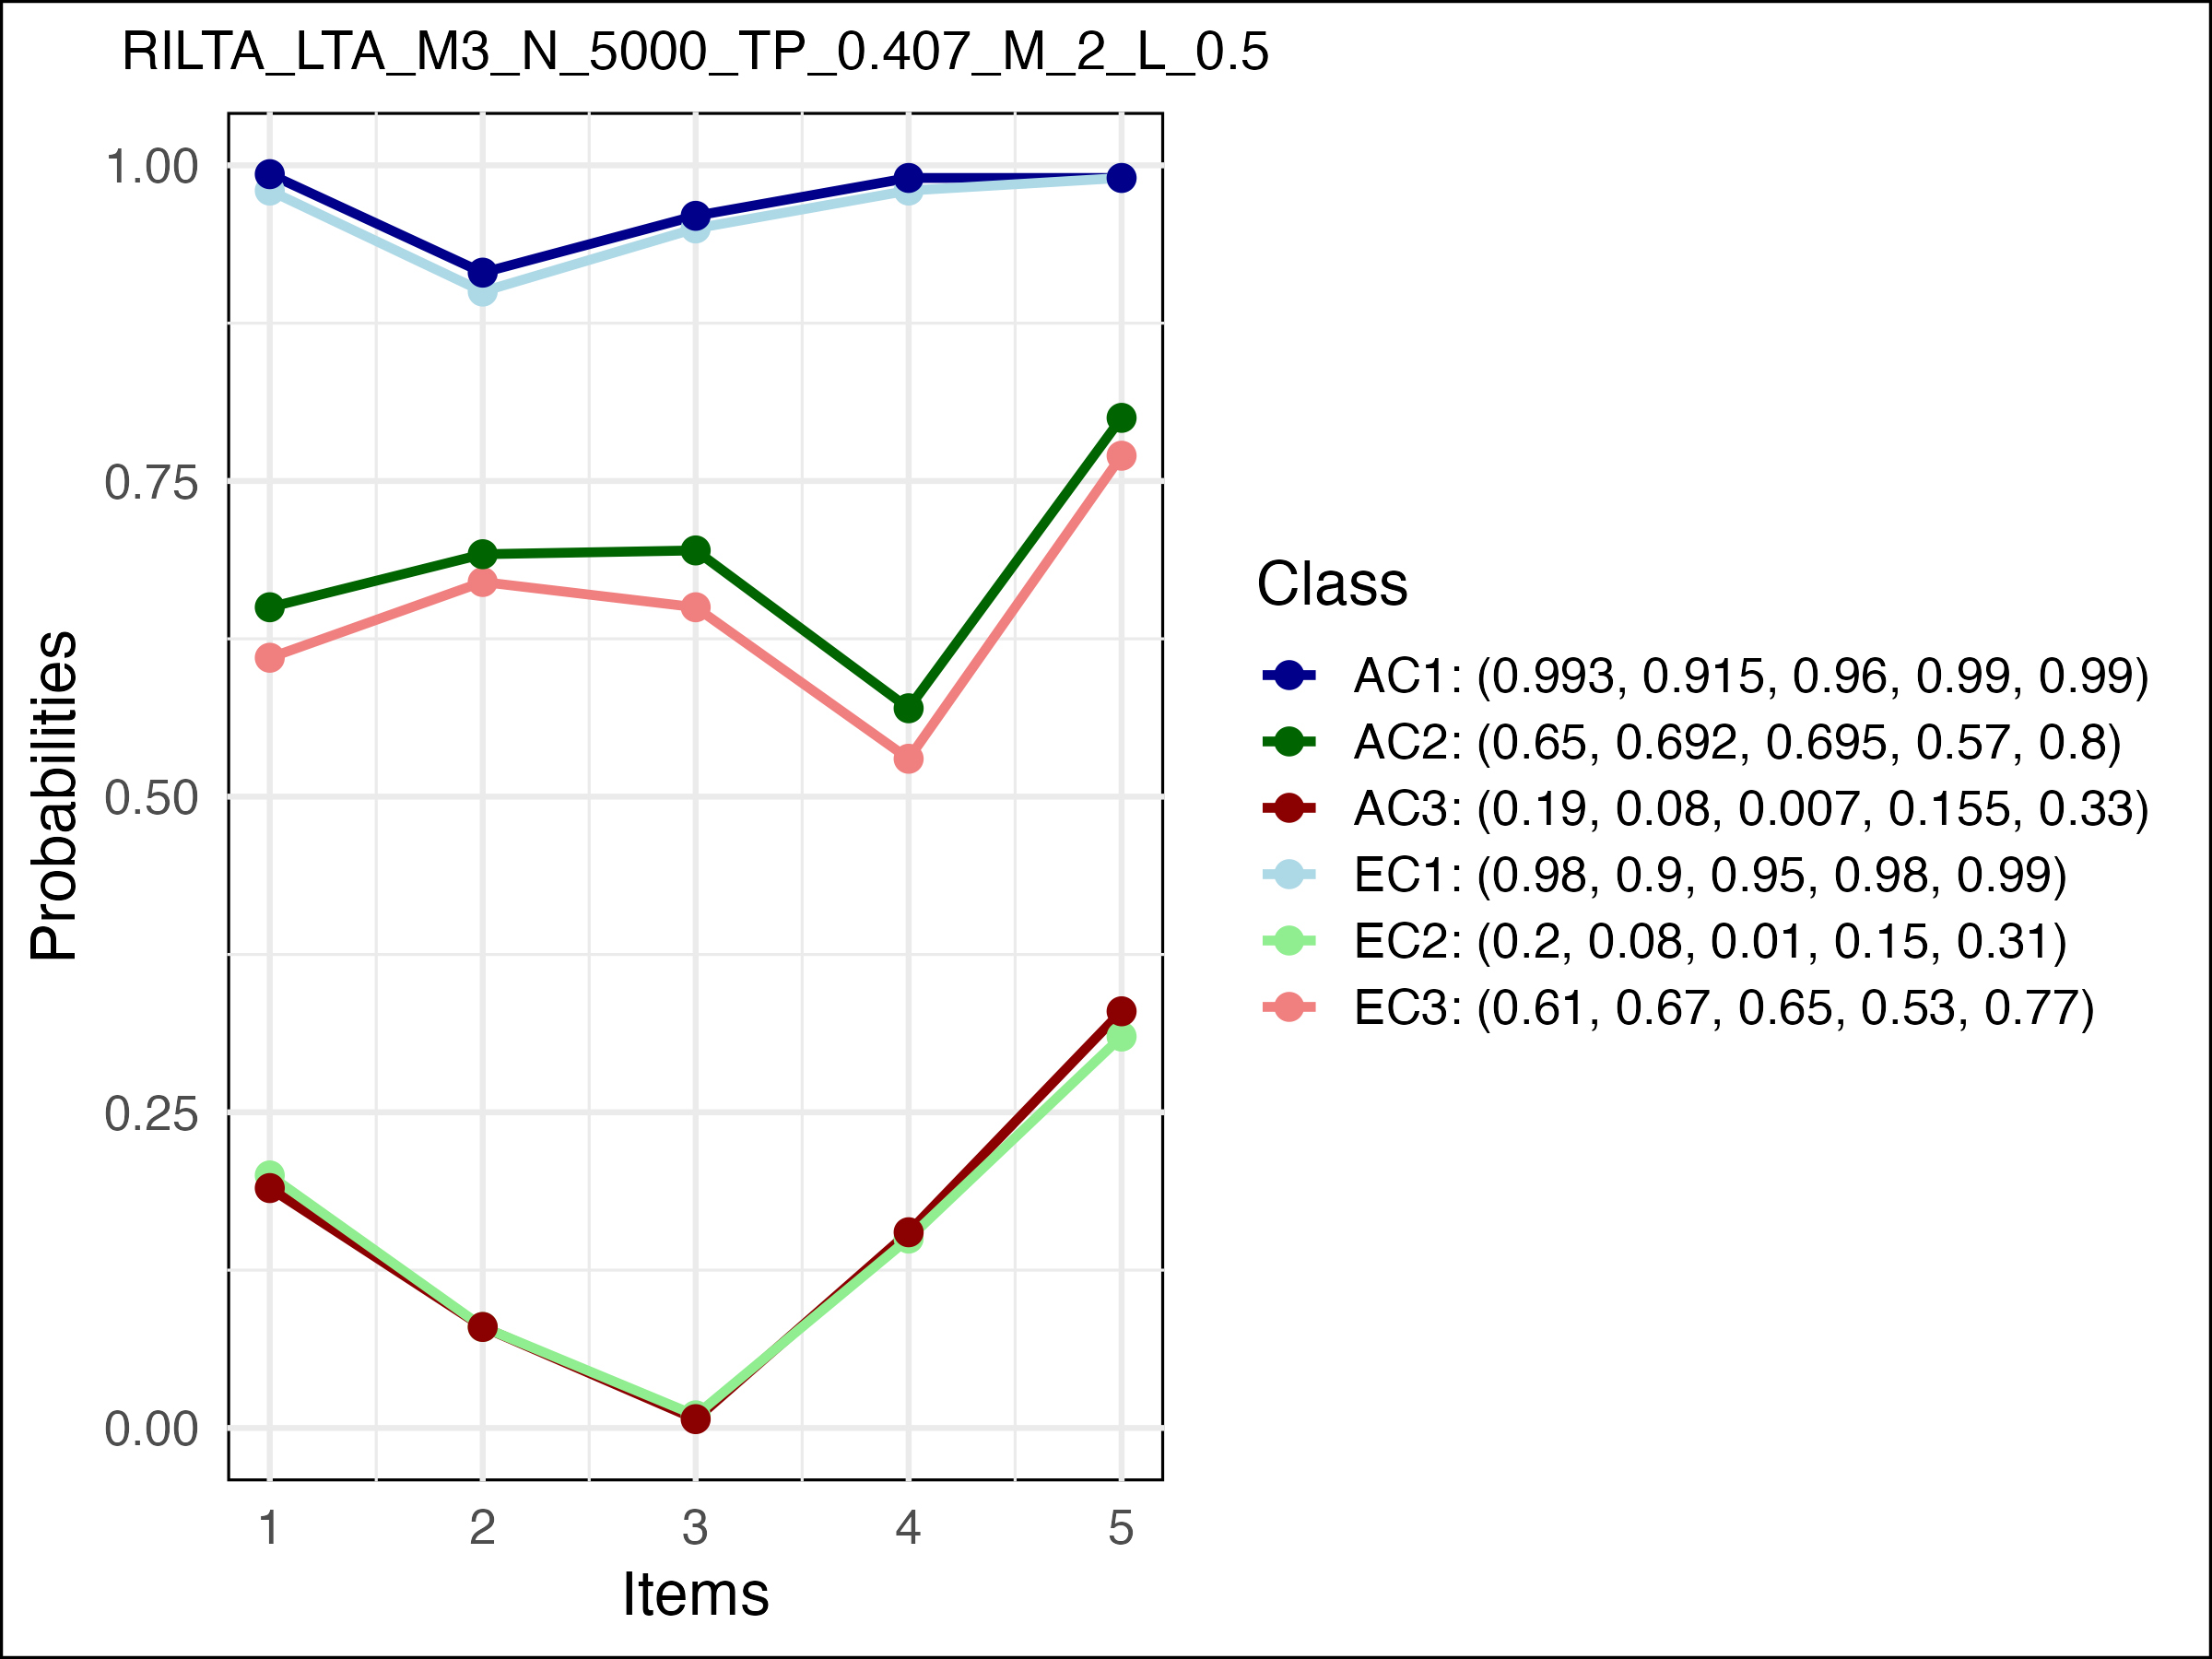 RILTA_LTA_M3_N_5000_TP_0.407_M_2_L_0.5
1.00
0.75
0.50
0.25
0.00
Probabilities
1 2 3 4 5
Items
Class
AC1: (0.993, 0.915, 0.96, 0.99, 0.99)
AC2: (0.65, 0.692, 0.695, 0.57, 0.8)
AC3: (0.19, 0.08, 0.007, 0.155, 0.33)
EC1: (0.98, 0.9, 0.95, 0.98, 0.99)
EC2: (0.2, 0.08, 0.01, 0.15, 0.31)
EC3: (0.61, 0.67, 0.65, 0.53, 0.77)